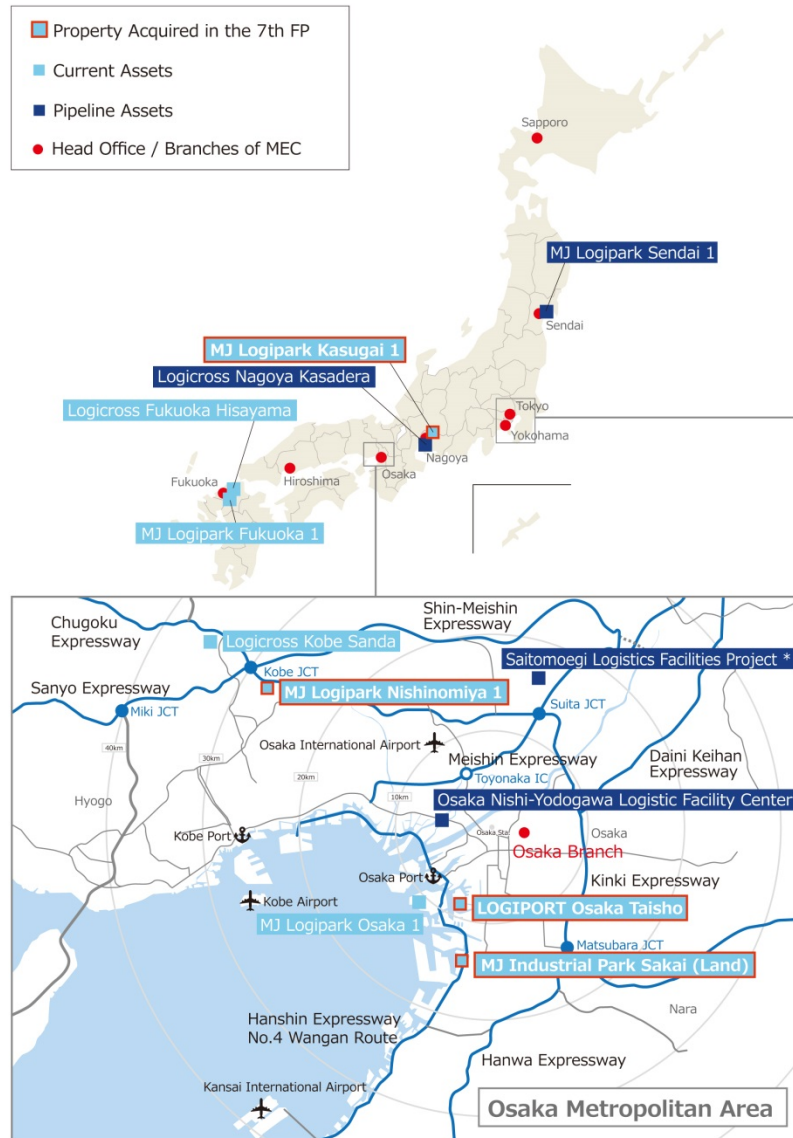 Property Acquired in the 7th FP
Current Assets
Pipeline Assets
Head Office / Branches of MEC
Sapporo
MJ Logipark Sendai 1
Sendai
MJ Logipark Kasugai 1
Logicross Nagoya Kasadera
Logicross Fukuoka Hisayama
Tokyo
Yokohama
Nagoya
Osaka
Hiroshima
Fukuoka
MJ Logipark Fukuoka 1
Chugoku
Expressway
Shin-Meishin
Expressway
Logicross Kobe Sanda
Saitomoegi Logistics Facilities Project *
Kobe JCT
Sanyo Expressway
MJ Logipark Nishinomiya 1
Miki JCT
Suita JCT
Osaka International Airport
40km
30km
20km
10km
Meishin Expressway
Toyonaka IC
Daini Keihan
Expressway
Hyogo
Osaka Nishi-Yodogawa Logistic Facility Center
Kobe Port
Osaka Sta.
Osaka
Osaka Branch
Osaka Port
Kinki Expressway
Kobe Airport
LOGIPORT Osaka Taisho
MJ Logipark Osaka 1
Matsubara JCT
MJ Industrial Park Sakai (Land)
Nara
Hanshin Expressway
No.4 Wangan Route
Hanwa Expressway
Kansai International Airport
Osaka Metropolitan Area